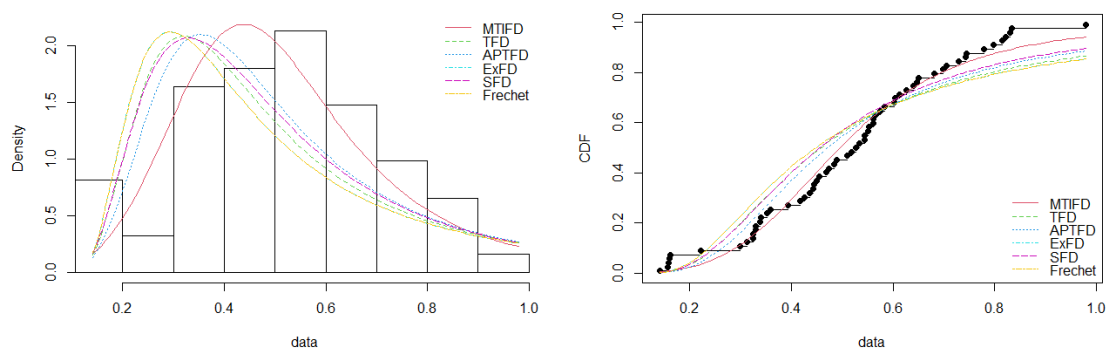 MTIFD
TFD
APTFD
ExFD
SFD
Frechet
Density
0.0
0.5
1.0
1.5
2.0
0.2
0.4
0.6
0.8
1.0
data
CDF
0.0
0.2
0.4
0.6
0.8
1.0
MTIFD
TFD
APTFD
ExFD
SFD
Frechet
0.2
0.4
0.6
0.8
1.0
data